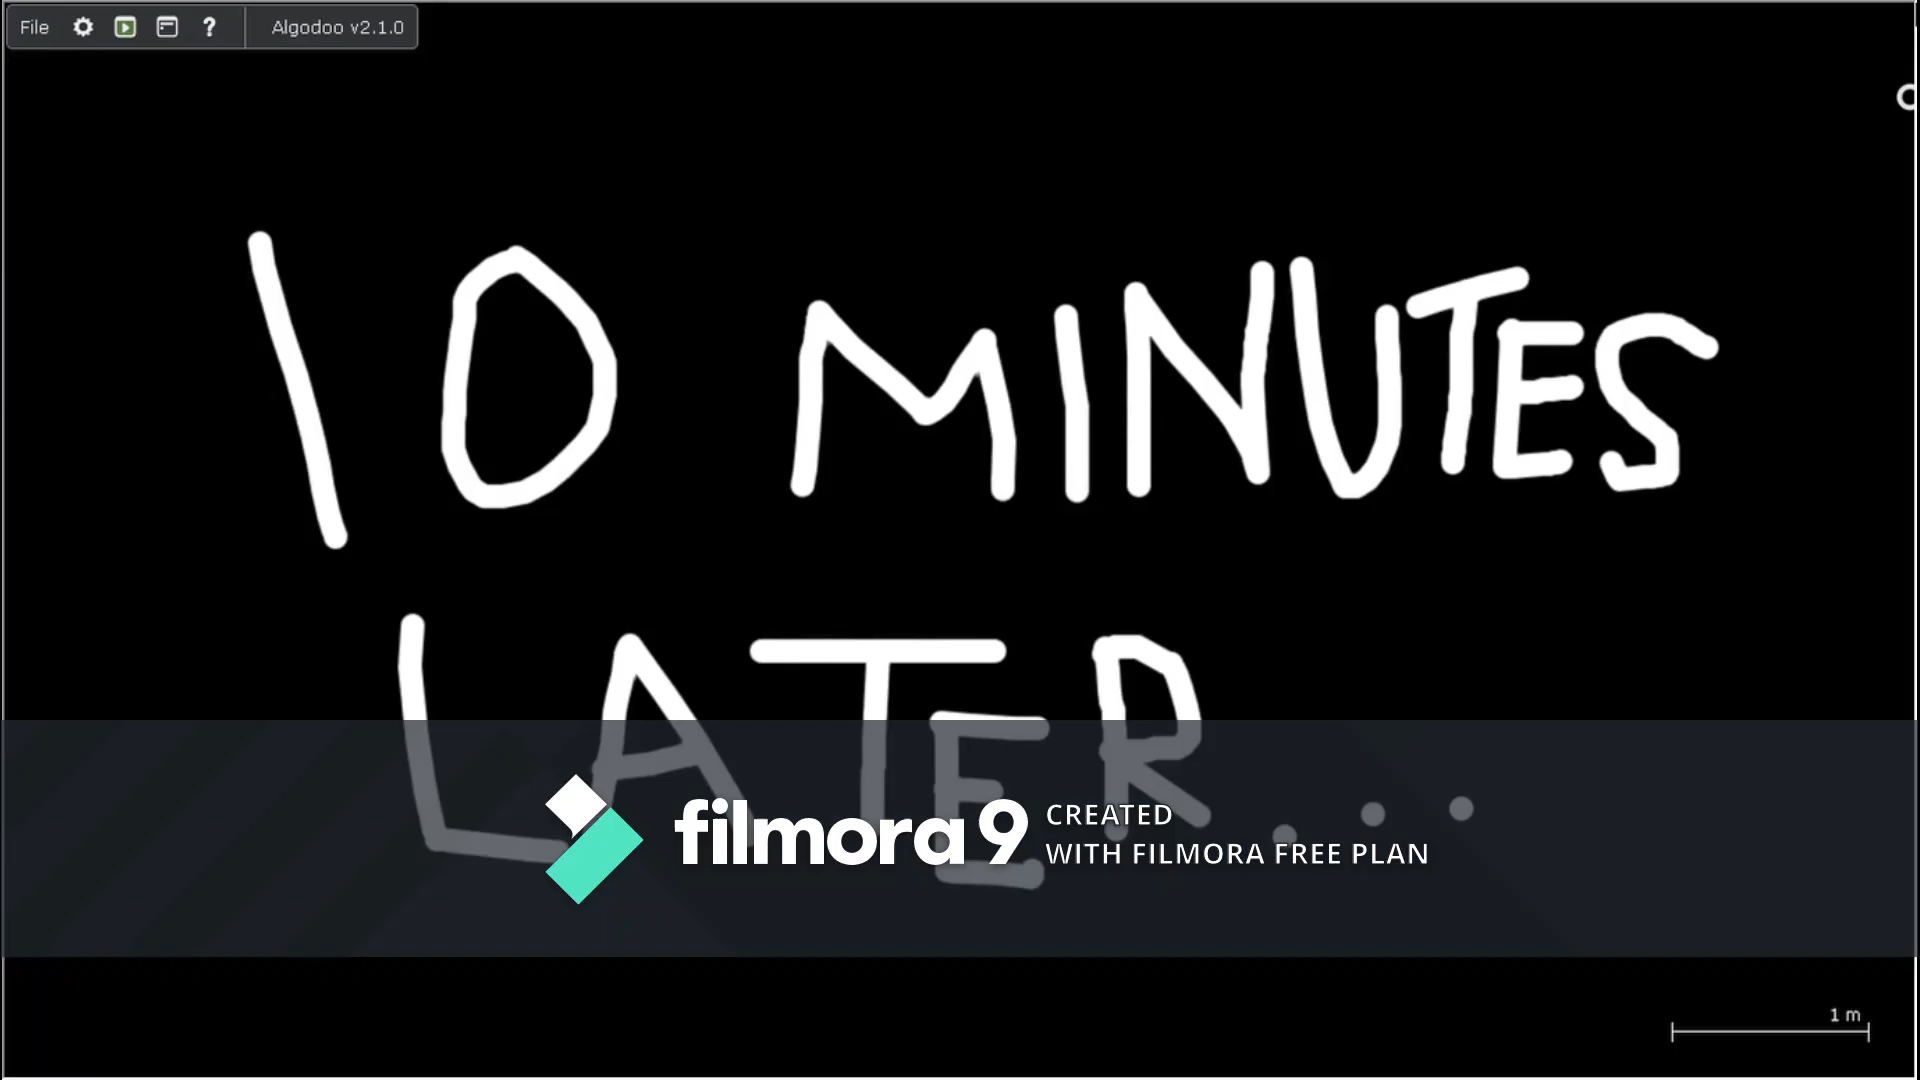 File ? Algodoo v2.1.0
10 MINUTES
LATER...
filmora9 CREATED
WITH FILMORA FREE PLAN
1 m